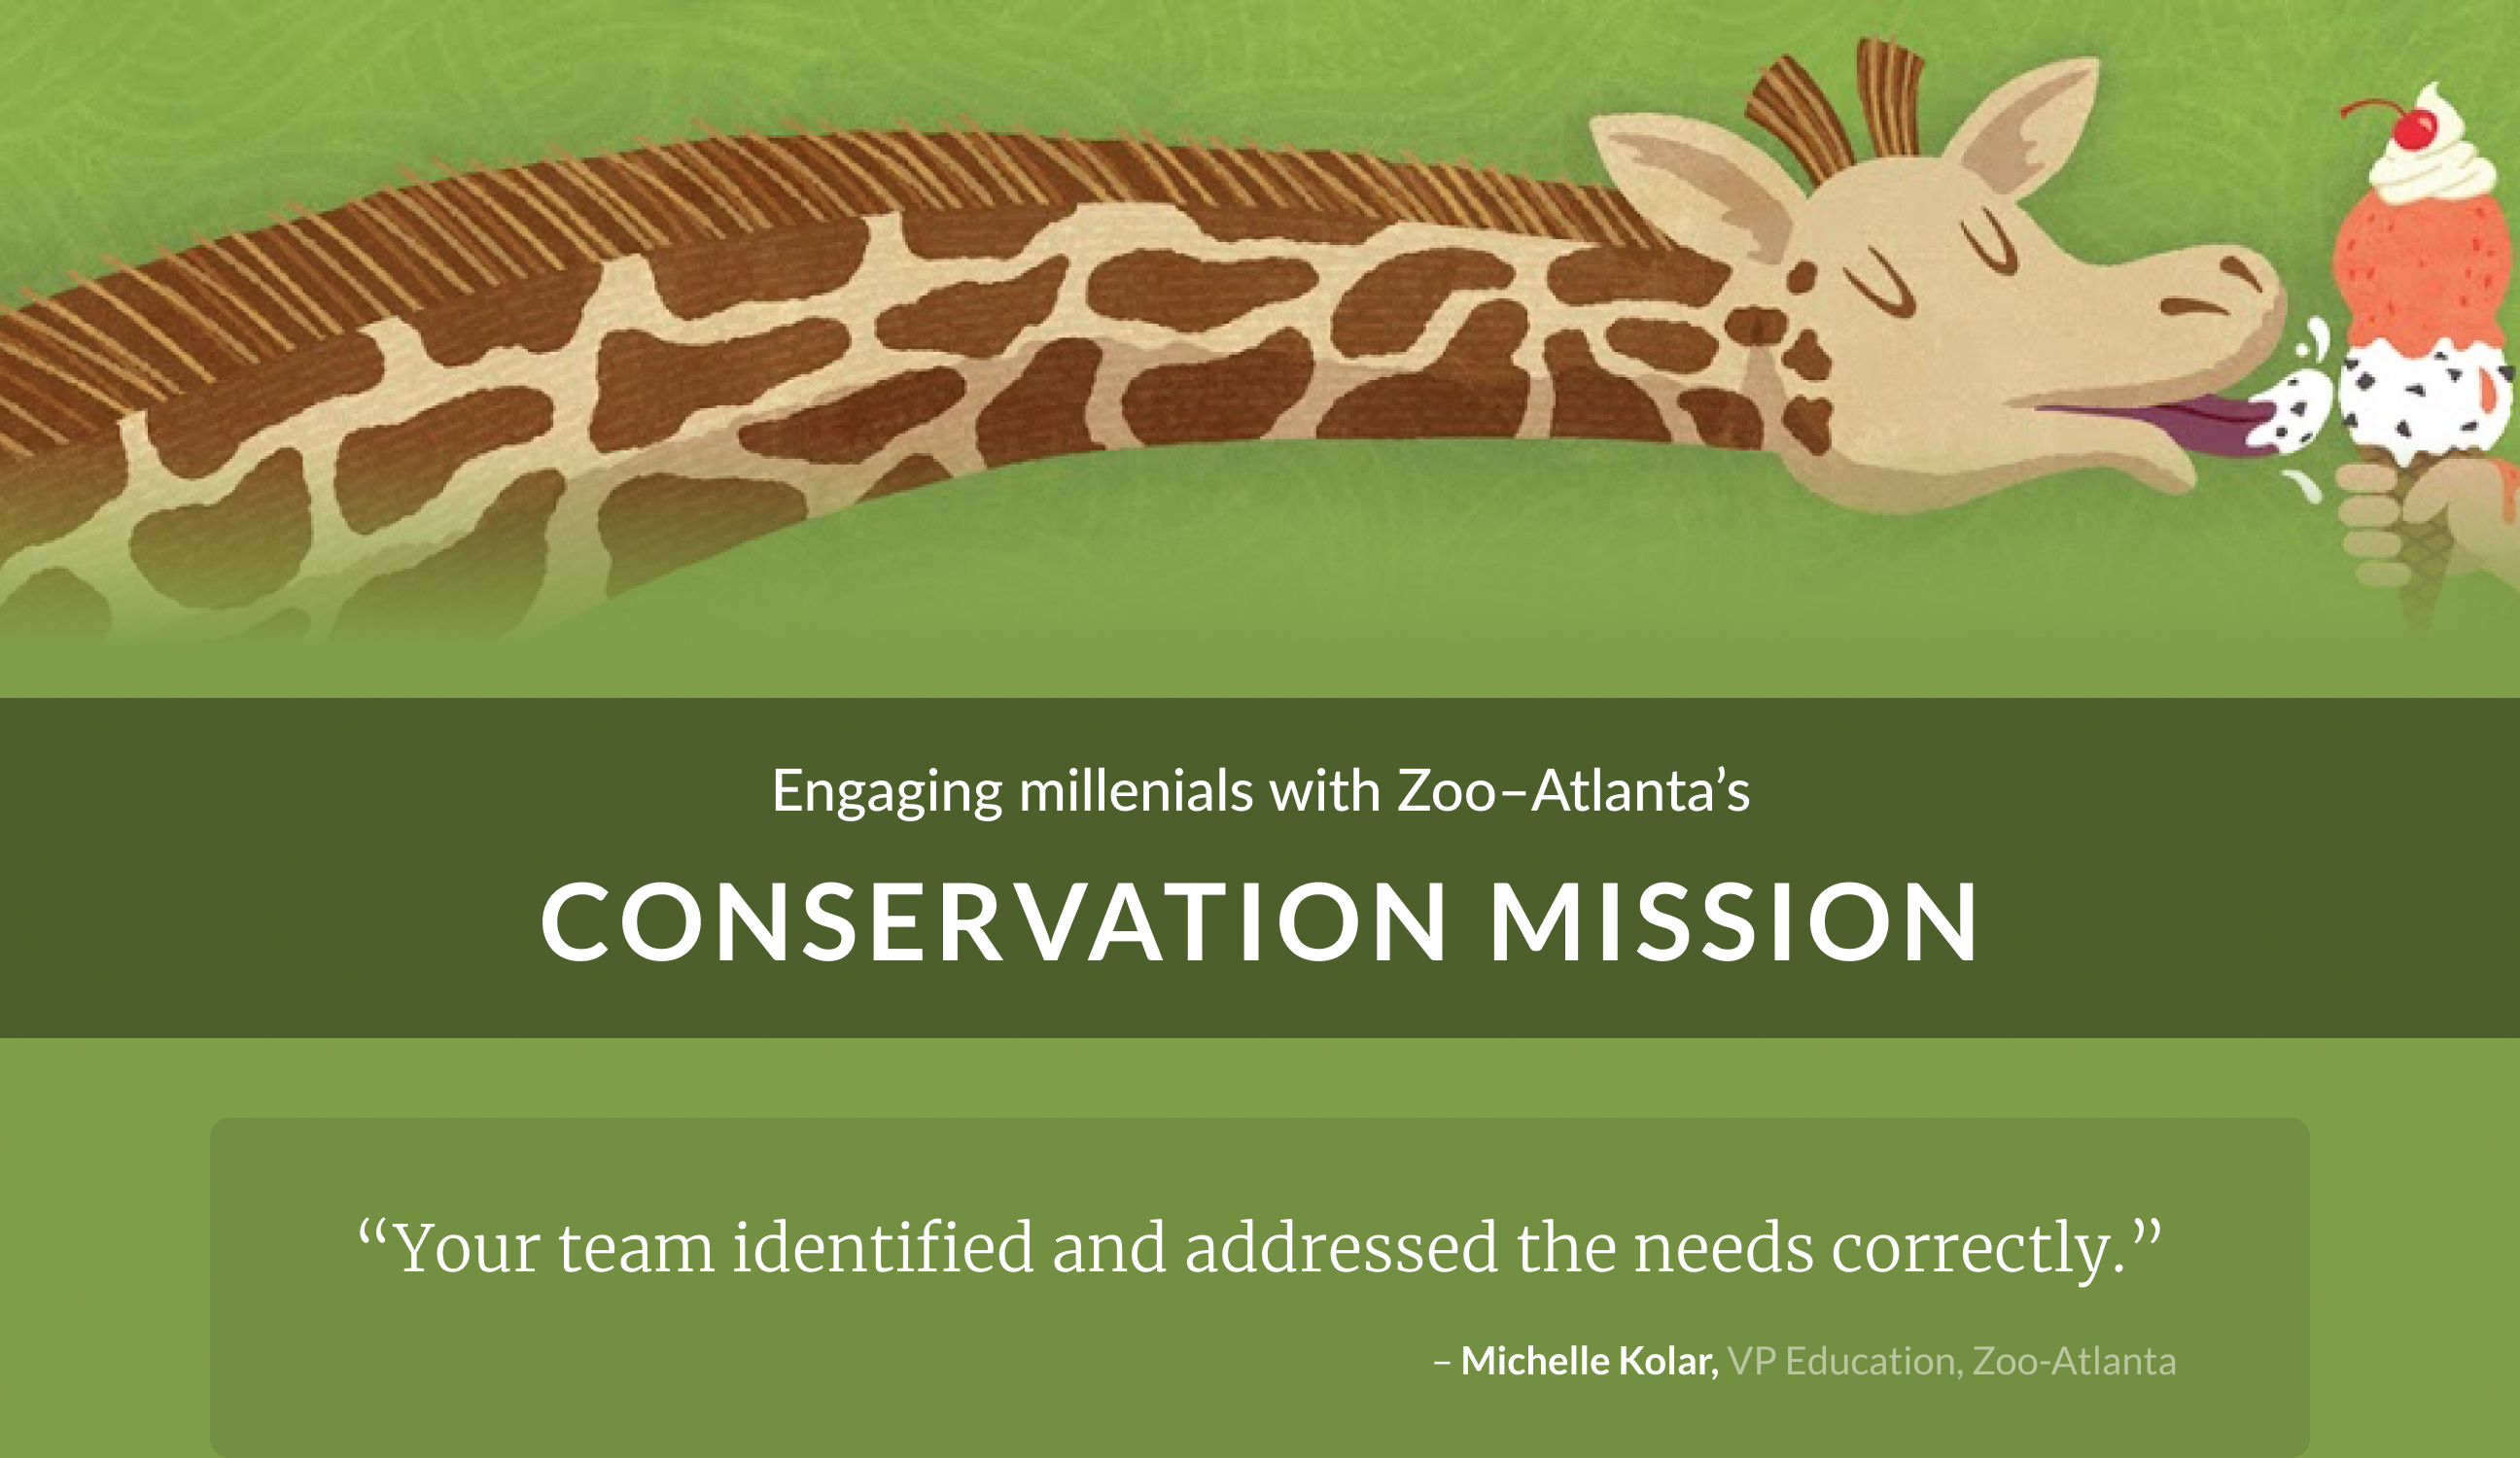 Engaging millenials with Zoo–Atlanta’s
CONSERVATION MISSION
“Your team identified and addressed the needs correctly.”
– Michelle Kolar, VP Education, Zoo-Atlanta